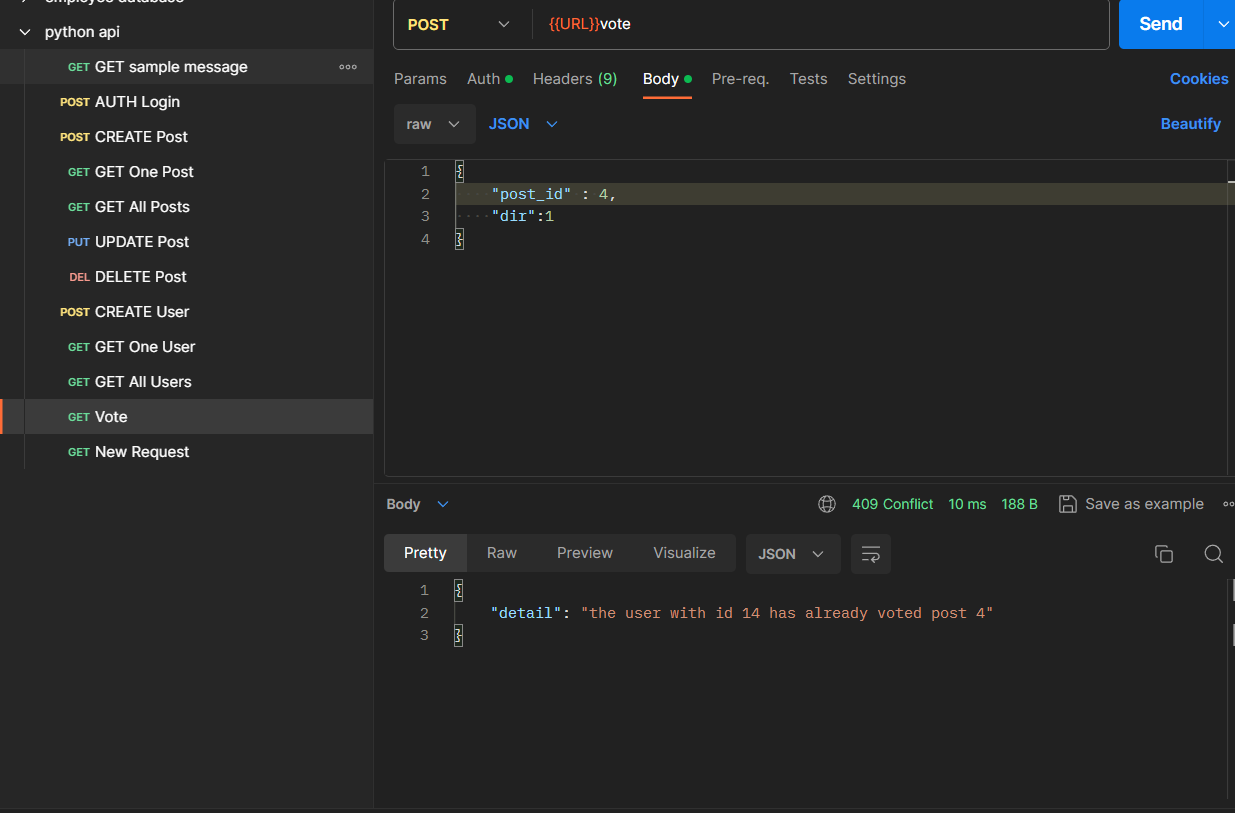 employee database
python api
GET GET sample message
POST AUTH Login
POST CREATE Post
GET GET One Post
GET GET All Posts
PUT UPDATE Post
DEL DELETE Post
POST CREATE User
GET GET One User
GET GET All Users
GET Vote
GET New Request
POST {{URL}}vote Send
Params Auth Headers (9) Body Pre-req. Tests Settings Cookies
raw JSON Beautify
1 {
2 "post_id" : 4,
3 "dir":1
4 }
Body 409 Conflict 10 ms 188 B Save as example
Pretty Raw Preview Visualize JSON
1 {
2 "detail": "the user with id 14 has already voted post 4"
3 }